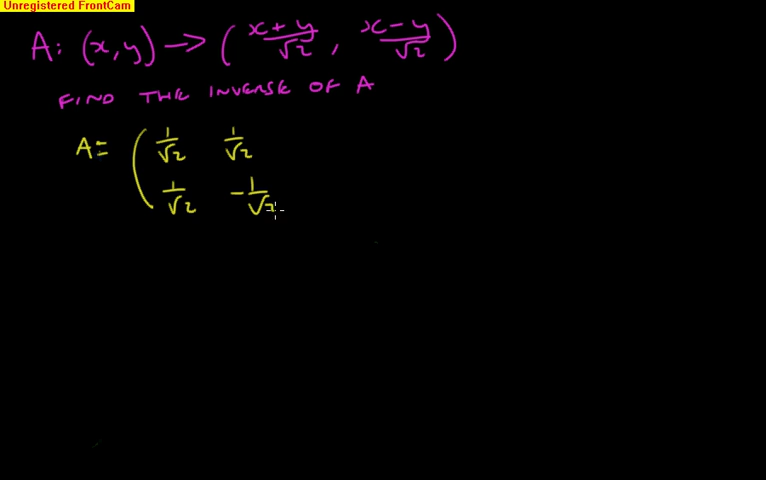 Unregistered FrontCam
A: (x,y) → (x+y/√2, x-y/√2)
FIND THE INVERSE OF A
A= (1/√2 1/√2
1/√2 -1/√2